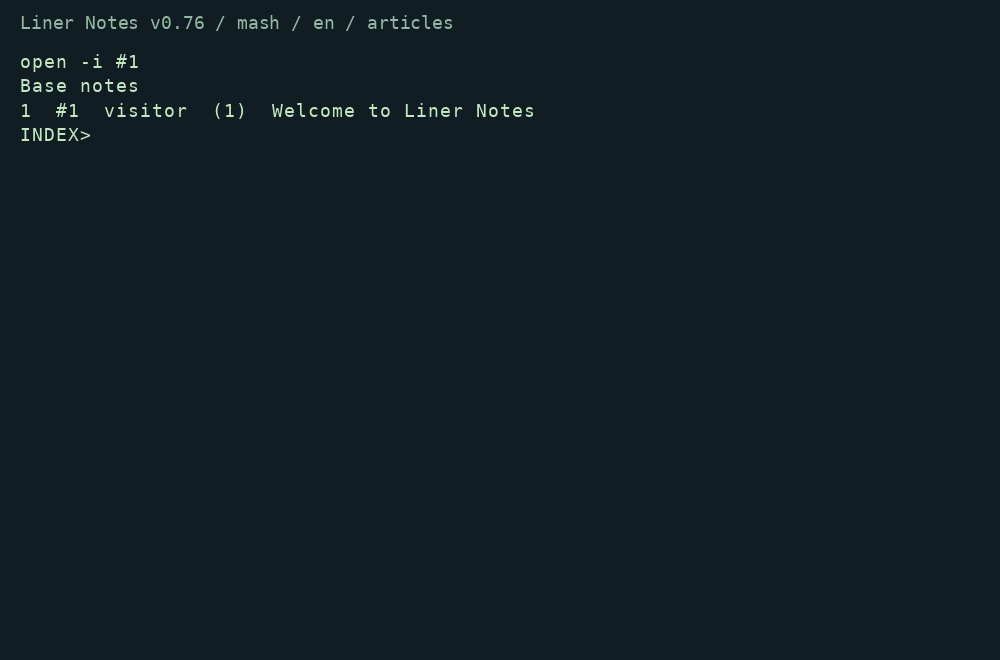 Liner Notes v0.76 / mash / en / articles
open -i #1
Base notes
1  #1  visitor  (1)  Welcome to Liner Notes
INDEX>